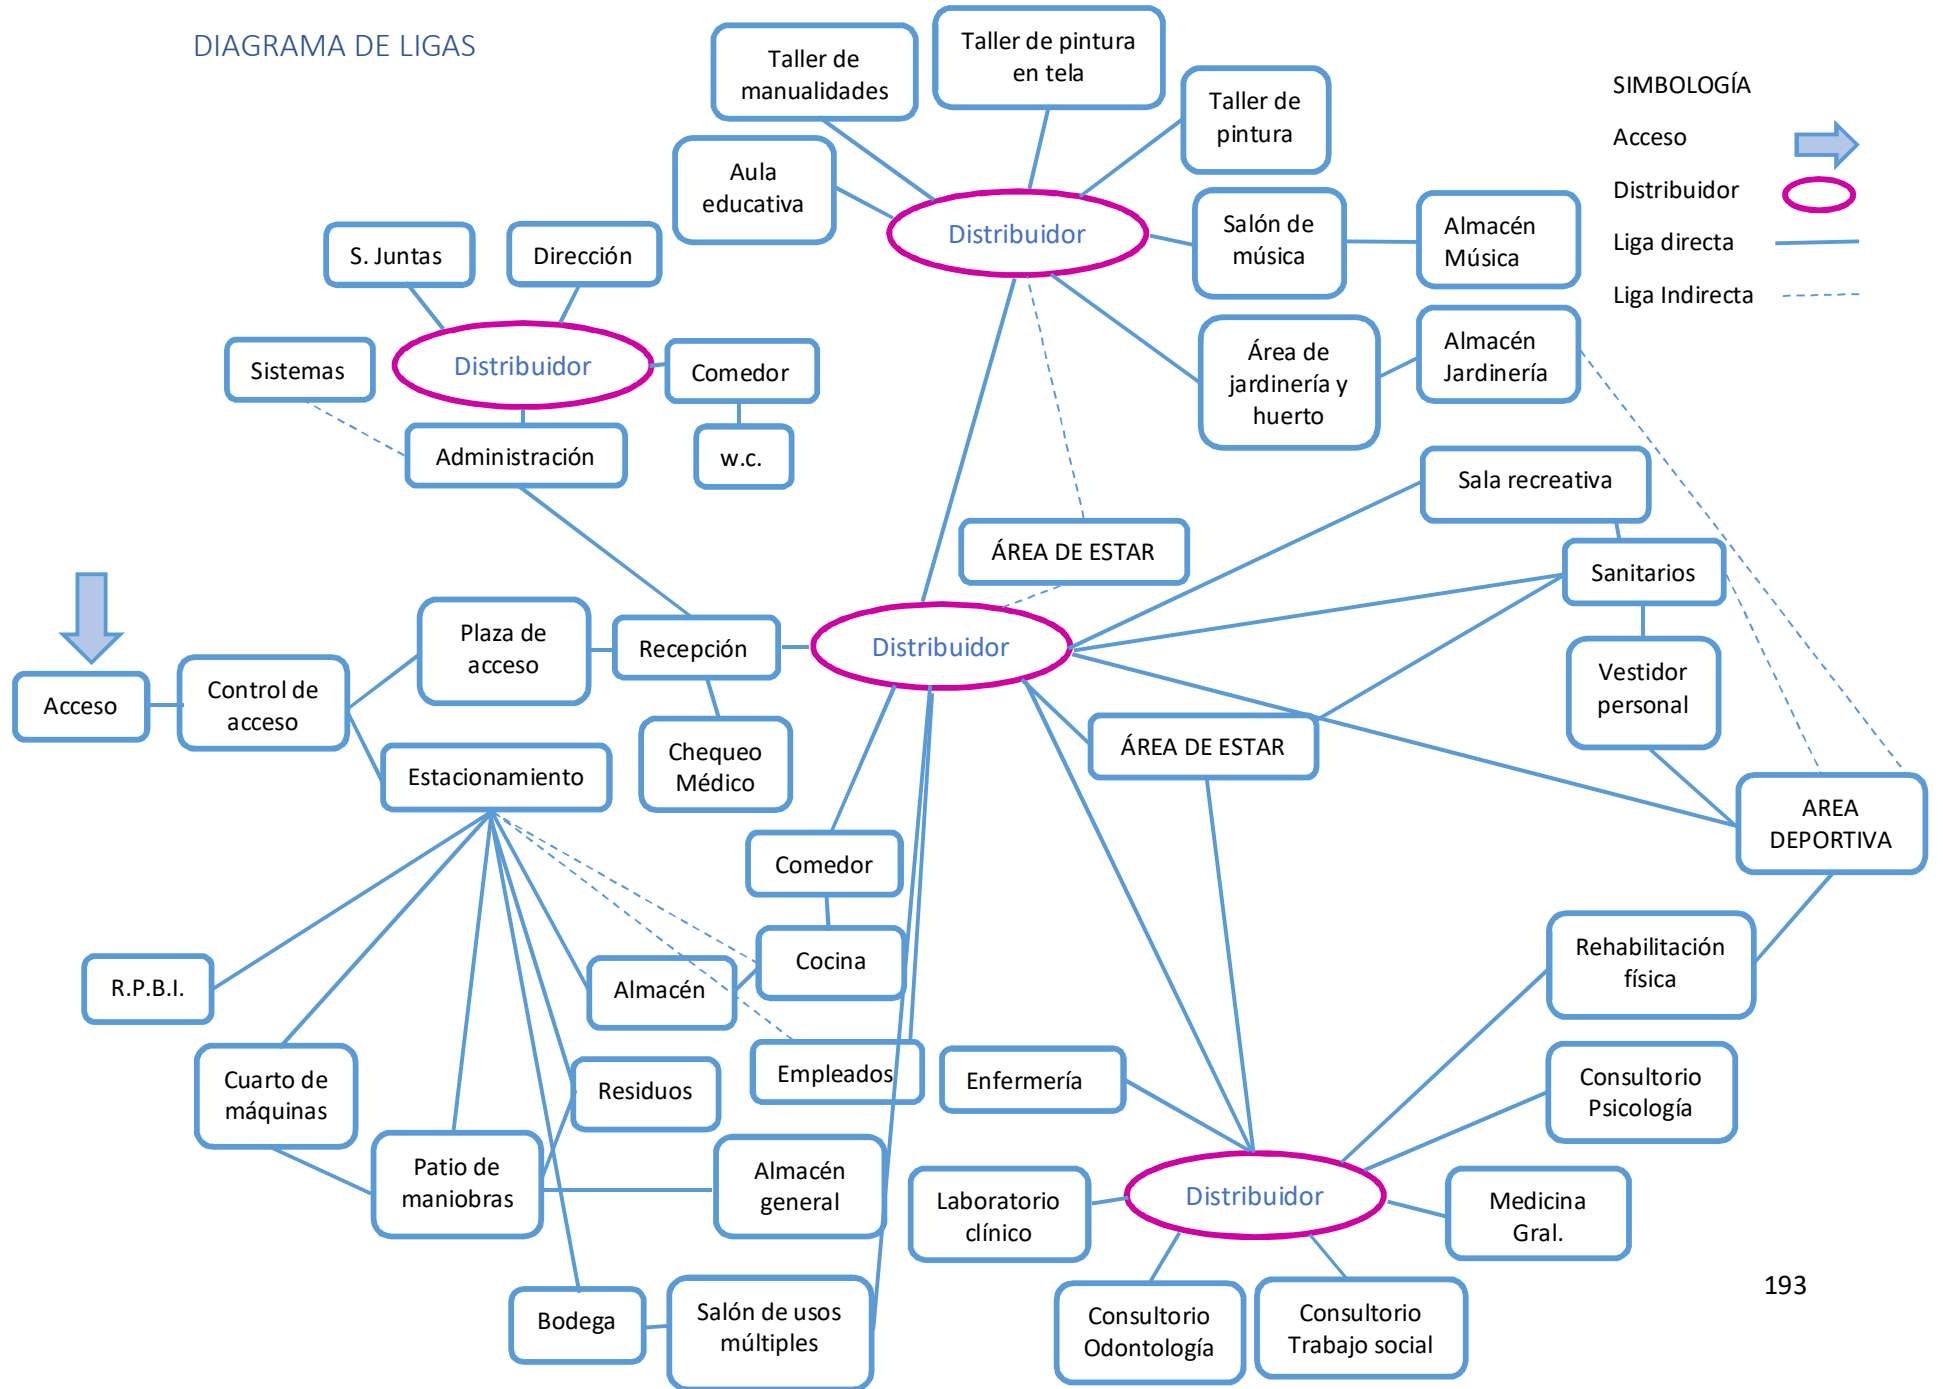 DIAGRAMA DE LIGAS
Taller de
manualidades
Taller de pintura
en tela
Taller de
pintura
Aula
educativa
Distribuidor
Salón de
música
Almacén
Música
Área de
jardinería y
huerto
Almacén
Jardinería
SIMBOLOGÍA
Acceso
Distribuidor
Liga directa
Liga Indirecta
S. Juntas
Dirección
Sistemas
Distribuidor
Comedor
Administración
w.c.
Sala recreativa
ÁREA DE ESTAR
Sanitarios
Vestidor
personal
Acceso
Control de
acceso
Plaza de
acceso
Recepción
Distribuidor
Chequeo
Médico
Estacionamiento
ÁREA DE ESTAR
AREA
DEPORTIVA
Comedor
Cocina
Almacén
R.P.B.I.
Empleados
Cuarto de
máquinas
Residuos
Patio de
maniobras
Almacén
general
Bodega
Salón de usos
múltiples
Rehabilitación
física
Enfermería
Consultorio
Psicología
Laboratorio
clínico
Distribuidor
Medicina
Gral.
Consultorio
Odontología
Consultorio
Trabajo social
193